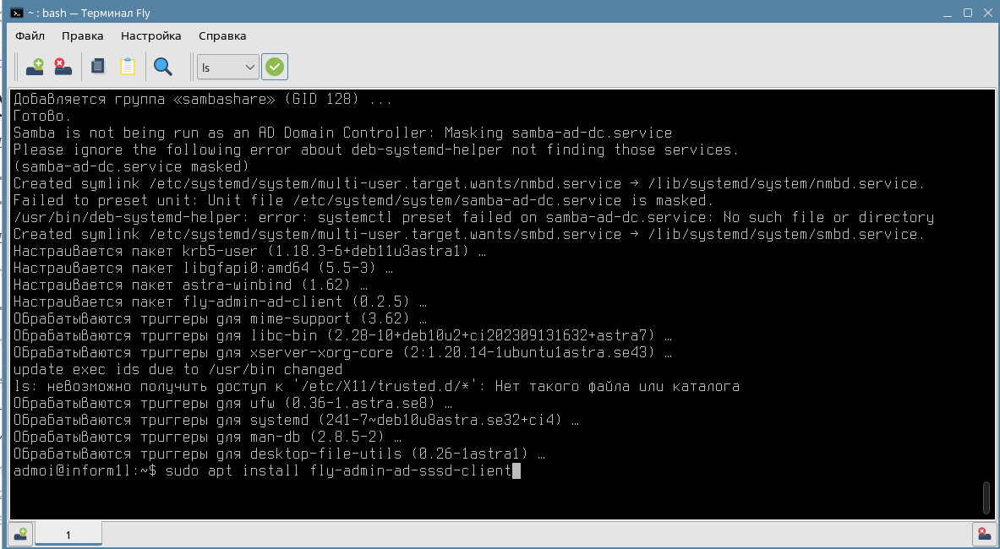 ~ : bash — Терминал Fly
Файл Правка Настройка Справка
ls
Добавляется группа «sambashare» (GID 128) ...
Готово.
Samba is not being run as an AD Domain Controller: Masking samba-ad-dc.service
Please ignore the following error about deb-systemd-helper not finding those services.
(samba-ad-dc.service masked)
Created symlink /etc/systemd/system/multi-user.target.wants/nmbd.service → /lib/systemd/system/nmbd.service.
Failed to preset unit: Unit file /etc/systemd/system/samba-ad-dc.service is masked.
/usr/bin/deb-systemd-helper: error: systemctl preset failed on samba-ad-dc.service: No such file or directory
Created symlink /etc/systemd/system/multi-user.target.wants/smbd.service → /lib/systemd/system/smbd.service.
Настраивается пакет krb5-user (1.18.3-6+deb11u3astra1) …
Настраивается пакет libgfapi0:amd64 (5.5-3) …
Настраивается пакет astra-winbind (1.62) …
Настраивается пакет fly-admin-ad-client (0.2.5) …
Обрабатываются триггеры для mime-support (3.62) …
Обрабатываются триггеры для libc-bin (2.28-10+deb10u2+ci202309131632+astra7) …
Обрабатываются триггеры для xserver-xorg-core (2:1.20.14-1ubuntu1astra.se43) …
update exec ids due to /usr/bin changed
ls: невозможно получить доступ к '/etc/X11/trusted.d/*': Нет такого файла или каталога
Обрабатываются триггеры для ufw (0.36-1.astra.se8) …
Обрабатываются триггеры для systemd (241-7~deb10u8astra.se32+ci4) …
Обрабатываются триггеры для man-db (2.8.5-2) …
Обрабатываются триггеры для desktop-file-utils (0.26-1astra1) …
admoi@inform1l:~$ sudo apt install fly-admin-ad-sssd-client
1